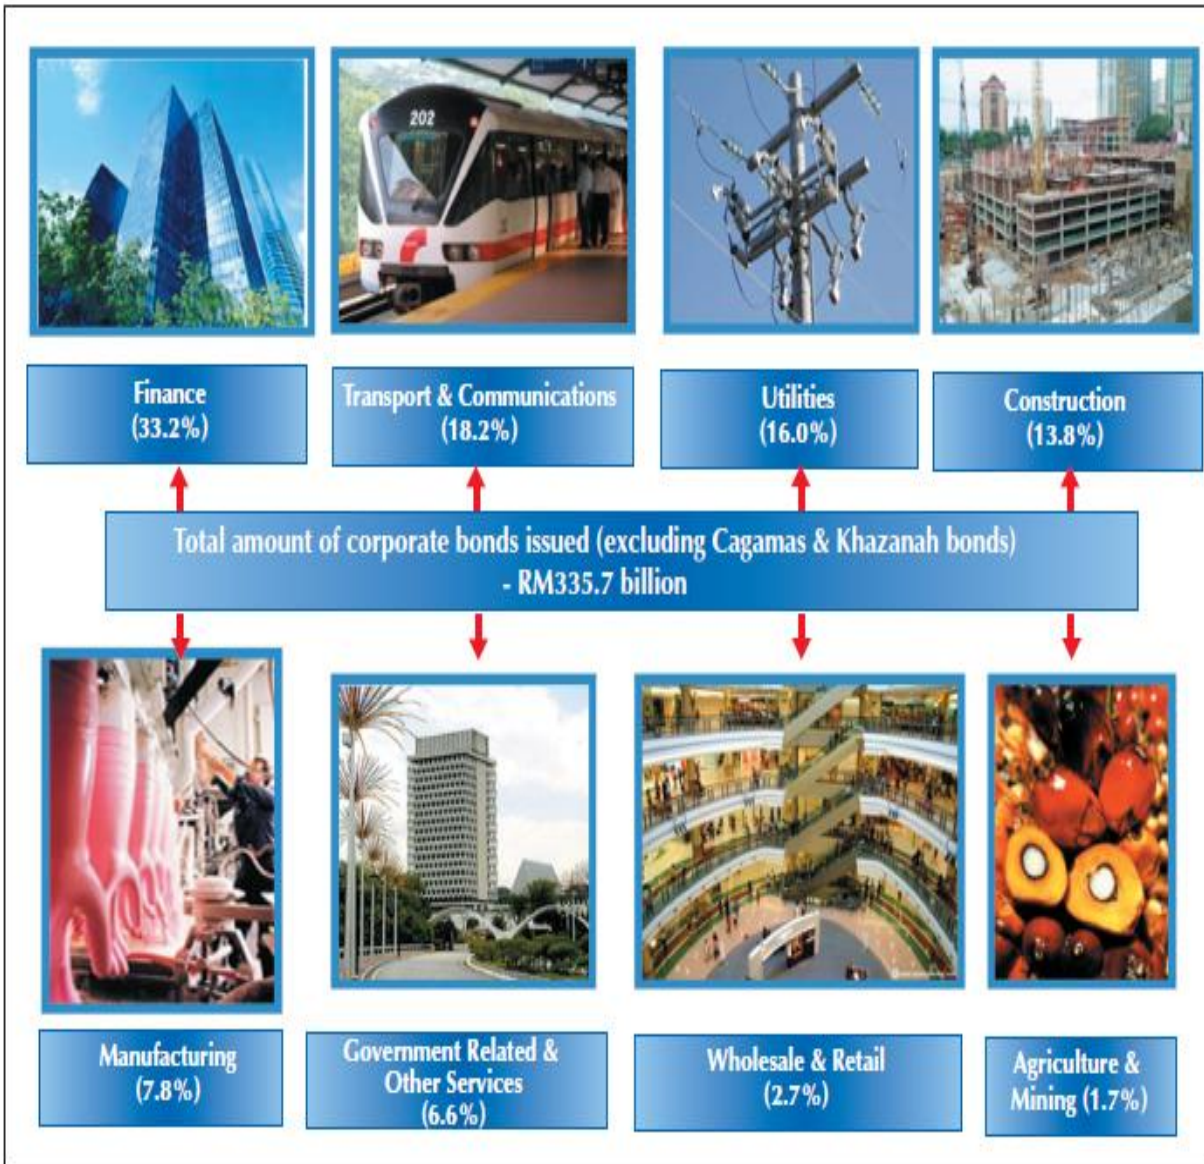 202
Finance
(33.2%)
Transport & Communications
(18.2%)
Utilities
(16.0%)
Construction
(13.8%)
Total amount of corporate bonds issued (excluding Cagamas & Khazanah bonds)
- RM335.7 billion
Manufacturing
(7.8%)
Government Related &
Other Services
(6.6%)
Wholesale & Retail
(2.7%)
Agriculture &
Mining (1.7%)